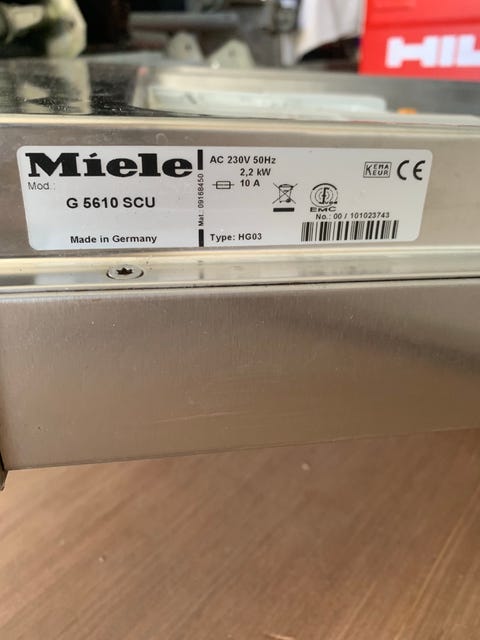 HIL
Miele
Mod.:
G 5610 SCU
Made in Germany
Mat.: 09168450
AC 230V 50Hz
2,2 kW
10 A
Type: HG03
EMC
KEMA
KEUR
CE
No.: 00 / 101023743